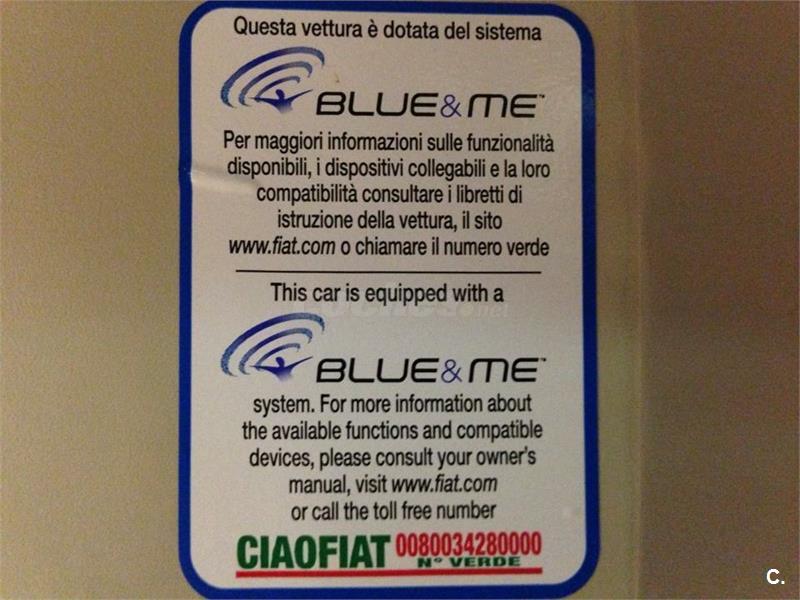 Questa vettura è dotata del sistema
BLUE&ME™
Per maggiori informazioni sulle funzionalità
disponibili, i dispositivi collegabili e la loro
compatibilità consultare i libretti di
istruzione della vettura, il sito
www.fiat.com o chiamare il numero verde
This car is equipped with a
BLUE&ME™
system. For more information about
the available functions and compatible
devices, please consult your owner's
manual, visit www.fiat.com
or call the toll free number
CIAOFIAT 0080034280000
N° VERDE
C.